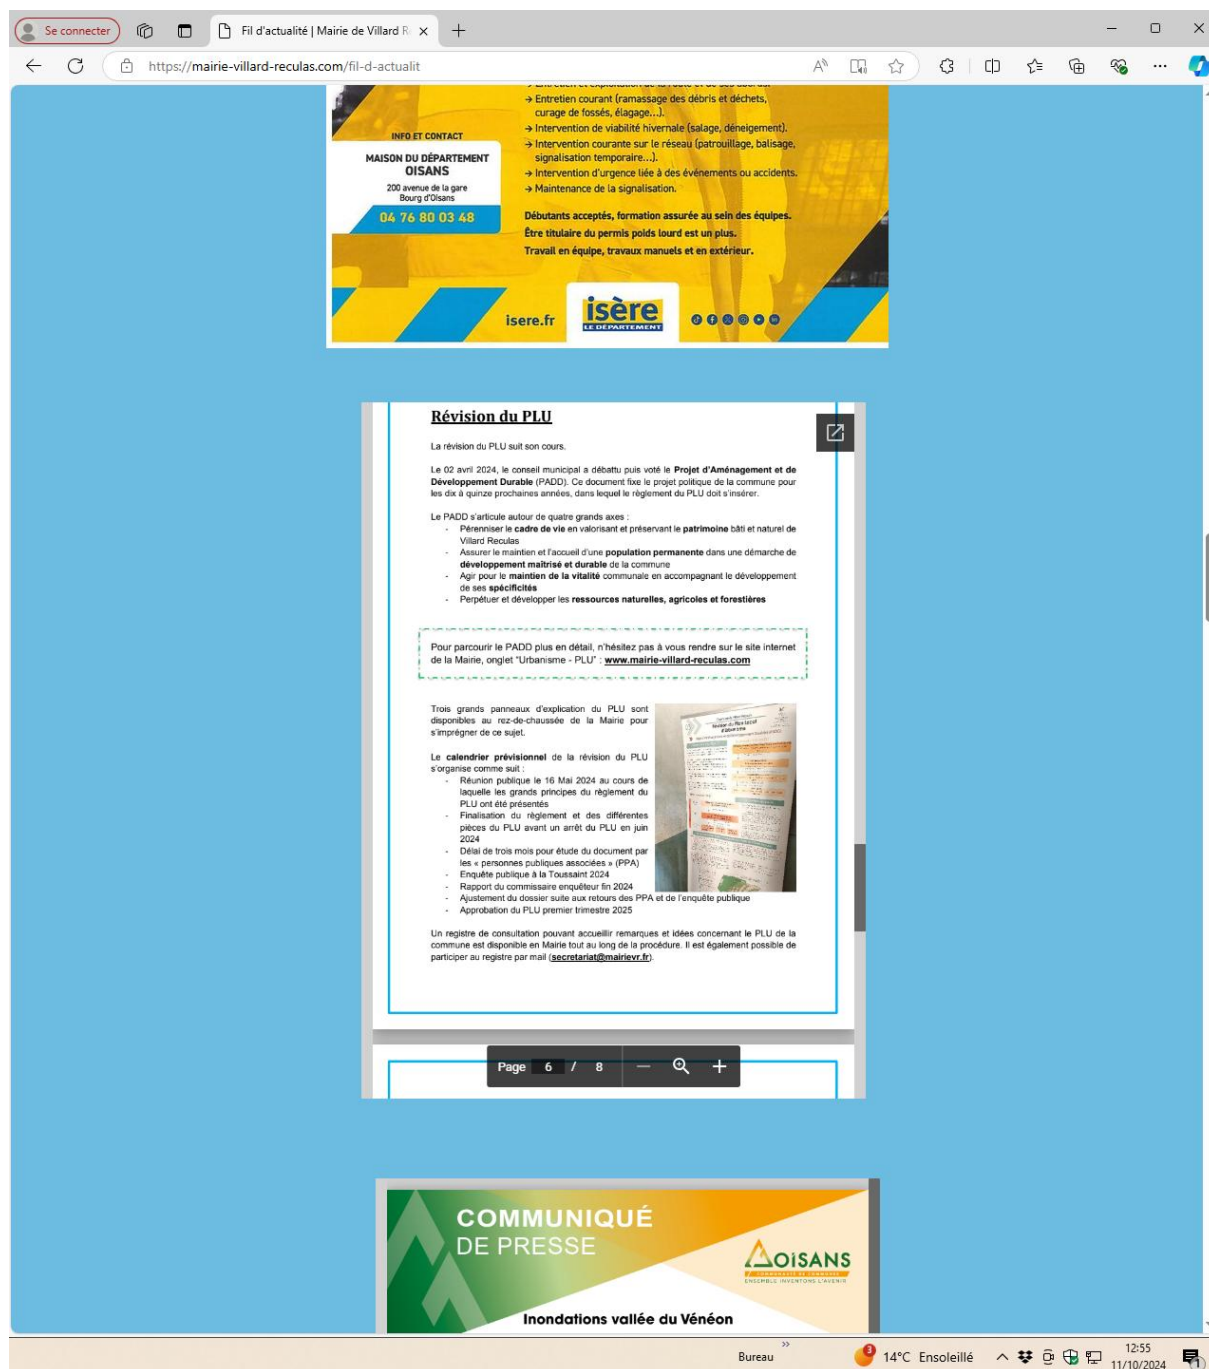 Se connecter
Fil d'actualité | Mairie de Villard R
https://mairie-villard-reculas.com/fil-d-actualit
→ Entretien courant (ramassage des débris et déchets,
curage de fossés, élagage...).
→ Intervention de viabilité hivernale (salage, déneigement).
→ Intervention courante sur le réseau (patrouillage, balisage,
signalisation temporaire...).
→ Intervention d'urgence liée à des événements ou accidents.
→ Maintenance de la signalisation.
INFO ET CONTACT
MAISON DU DÉPARTEMENT
OISANS
200 avenue de la gare
Bourg d'Oisans
04 76 80 03 48
Débutants acceptés, formation assurée au sein des équipes.
Être titulaire du permis poids lourd est un plus.
Travail en équipe, travaux manuels et en extérieur.
isere.fr
isère
LE DÉPARTEMENT
Révision du PLU
La révision du PLU suit son cours.
Le 02 avril 2024, le conseil municipal a débattu puis voté le Projet d'Aménagement et de
Développement Durable (PADD). Ce document fixe le projet politique de la commune pour
les dix à quinze prochaines années, dans lequel le règlement du PLU doit s'insérer.
Le PADD s'articule autour de quatre grands axes :
- Pérenniser le cadre de vie en valorisant et préservant le patrimoine bâti et naturel de
Villard Reculas
- Assurer le maintien et l'accueil d'une population permanente dans une démarche de
développement maîtrisé et durable de la commune
- Agir pour le maintien de la vitalité communale en accompagnant le développement
de ses spécificités
- Perpétuer et développer les ressources naturelles, agricoles et forestières
Pour parcourir le PADD plus en détail, n'hésitez pas à vous rendre sur le site internet
de la Mairie, onglet "Urbanisme - PLU" : www.mairie-villard-reculas.com
Trois grands panneaux d'explication du PLU sont
disponibles au rez-de-chaussée de la Mairie pour
s'imprégner de ce sujet.
Le calendrier prévisionnel de la révision du PLU
s'organise comme suit :
- Réunion publique le 16 Mai 2024 au cours de
laquelle les grands principes du règlement du
PLU ont été présentés
- Finalisation du règlement et des différentes
pièces du PLU avant un arrêt du PLU en juin
2024
- Délai de trois mois pour étude du document par
les « personnes publiques associées » (PPA)
- Enquête publique à la Toussaint 2024
- Rapport du commissaire enquêteur fin 2024
- Ajustement du dossier suite aux retours des PPA et de l'enquête publique
- Approbation du PLU premier trimestre 2025
Un registre de consultation pouvant accueillir remarques et idées concernant le PLU de la
commune est disponible en Mairie tout au long de la procédure. Il est également possible de
participer au registre par mail (secretariat@mairievr.fr).
Page 6 / 8
COMMUNIQUÉ
DE PRESSE
OISANS
COMMUNAUTÉ DE COMMUNES
ENSEMBLE INVENTONS L'AVENIR
Inondations vallée du Vénéon
Bureau
3
14°C Ensoleillé
12:55
11/10/2024
1